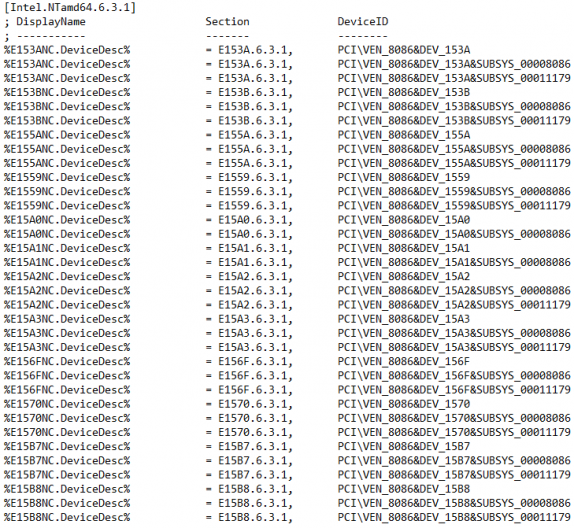 [Intel.NTamd64.6.3.1]
; DisplayName Section DeviceID
; ----------- ------- --------
%E153ANC.DeviceDesc% = E153A.6.3.1, PCI\VEN_8086&DEV_153A
%E153ANC.DeviceDesc% = E153A.6.3.1, PCI\VEN_8086&DEV_153A&SUBSYS_00008086
%E153ANC.DeviceDesc% = E153A.6.3.1, PCI\VEN_8086&DEV_153A&SUBSYS_00011179
%E153BNC.DeviceDesc% = E153B.6.3.1, PCI\VEN_8086&DEV_153B
%E153BNC.DeviceDesc% = E153B.6.3.1, PCI\VEN_8086&DEV_153B&SUBSYS_00008086
%E153BNC.DeviceDesc% = E153B.6.3.1, PCI\VEN_8086&DEV_153B&SUBSYS_00011179
%E155ANC.DeviceDesc% = E155A.6.3.1, PCI\VEN_8086&DEV_155A
%E155ANC.DeviceDesc% = E155A.6.3.1, PCI\VEN_8086&DEV_155A&SUBSYS_00008086
%E155ANC.DeviceDesc% = E155A.6.3.1, PCI\VEN_8086&DEV_155A&SUBSYS_00011179
%E1559NC.DeviceDesc% = E1559.6.3.1, PCI\VEN_8086&DEV_1559
%E1559NC.DeviceDesc% = E1559.6.3.1, PCI\VEN_8086&DEV_1559&SUBSYS_00008086
%E1559NC.DeviceDesc% = E1559.6.3.1, PCI\VEN_8086&DEV_1559&SUBSYS_00011179
%E15A0NC.DeviceDesc% = E15A0.6.3.1, PCI\VEN_8086&DEV_15A0
%E15A0NC.DeviceDesc% = E15A0.6.3.1, PCI\VEN_8086&DEV_15A0&SUBSYS_00008086
%E15A1NC.DeviceDesc% = E15A1.6.3.1, PCI\VEN_8086&DEV_15A1
%E15A1NC.DeviceDesc% = E15A1.6.3.1, PCI\VEN_8086&DEV_15A1&SUBSYS_00008086
%E15A2NC.DeviceDesc% = E15A2.6.3.1, PCI\VEN_8086&DEV_15A2
%E15A2NC.DeviceDesc% = E15A2.6.3.1, PCI\VEN_8086&DEV_15A2&SUBSYS_00008086
%E15A2NC.DeviceDesc% = E15A2.6.3.1, PCI\VEN_8086&DEV_15A2&SUBSYS_00011179
%E15A3NC.DeviceDesc% = E15A3.6.3.1, PCI\VEN_8086&DEV_15A3
%E15A3NC.DeviceDesc% = E15A3.6.3.1, PCI\VEN_8086&DEV_15A3&SUBSYS_00008086
%E15A3NC.DeviceDesc% = E15A3.6.3.1, PCI\VEN_8086&DEV_15A3&SUBSYS_00011179
%E156FNC.DeviceDesc% = E156F.6.3.1, PCI\VEN_8086&DEV_156F
%E156FNC.DeviceDesc% = E156F.6.3.1, PCI\VEN_8086&DEV_156F&SUBSYS_00008086
%E156FNC.DeviceDesc% = E156F.6.3.1, PCI\VEN_8086&DEV_156F&SUBSYS_00011179
%E1570NC.DeviceDesc% = E1570.6.3.1, PCI\VEN_8086&DEV_1570
%E1570NC.DeviceDesc% = E1570.6.3.1, PCI\VEN_8086&DEV_1570&SUBSYS_00008086
%E1570NC.DeviceDesc% = E1570.6.3.1, PCI\VEN_8086&DEV_1570&SUBSYS_00011179
%E15B7NC.DeviceDesc% = E15B7.6.3.1, PCI\VEN_8086&DEV_15B7
%E15B7NC.DeviceDesc% = E15B7.6.3.1, PCI\VEN_8086&DEV_15B7&SUBSYS_00008086
%E15B7NC.DeviceDesc% = E15B7.6.3.1, PCI\VEN_8086&DEV_15B7&SUBSYS_00011179
%E15B8NC.DeviceDesc% = E15B8.6.3.1, PCI\VEN_8086&DEV_15B8
%E15B8NC.DeviceDesc% = E15B8.6.3.1, PCI\VEN_8086&DEV_15B8&SUBSYS_00008086
%E15B8NC.DeviceDesc% = E15B8.6.3.1, PCI\VEN_8086&DEV_15B8&SUBSYS_00011179